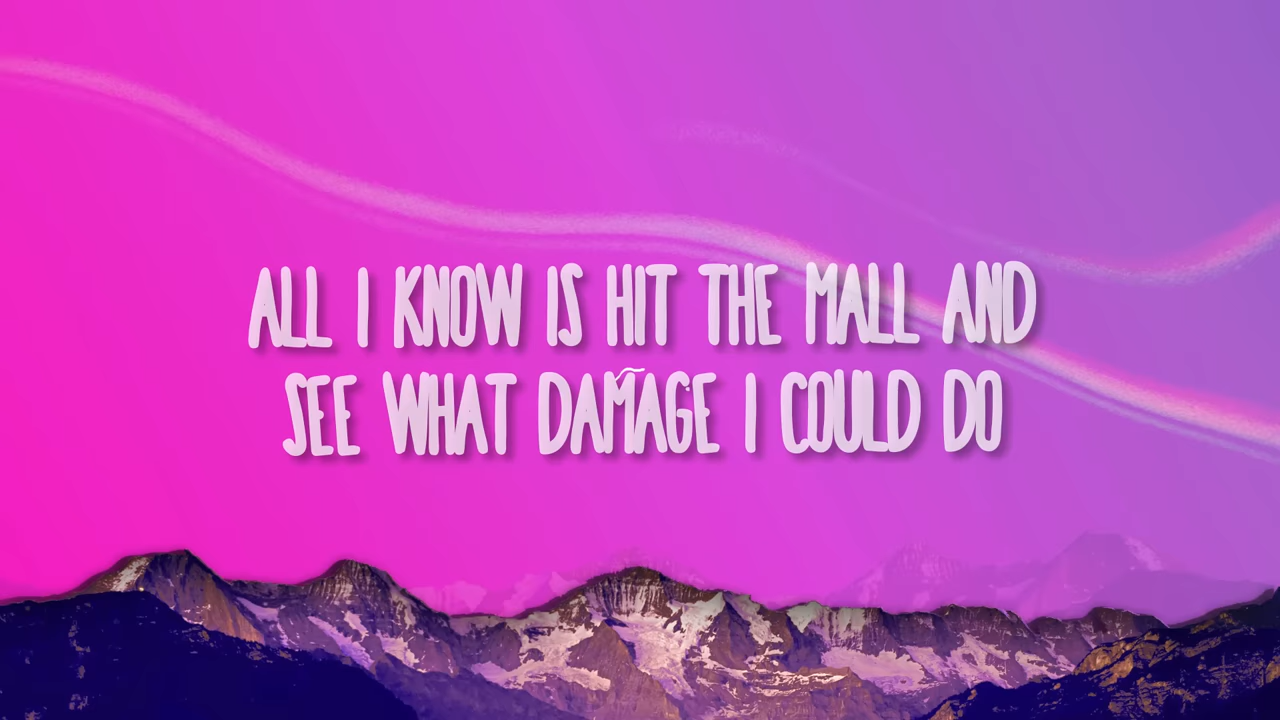 ALL I KNOW IS HIT THE MALL AND
SEE WHAT DAMAGE I COULD DO